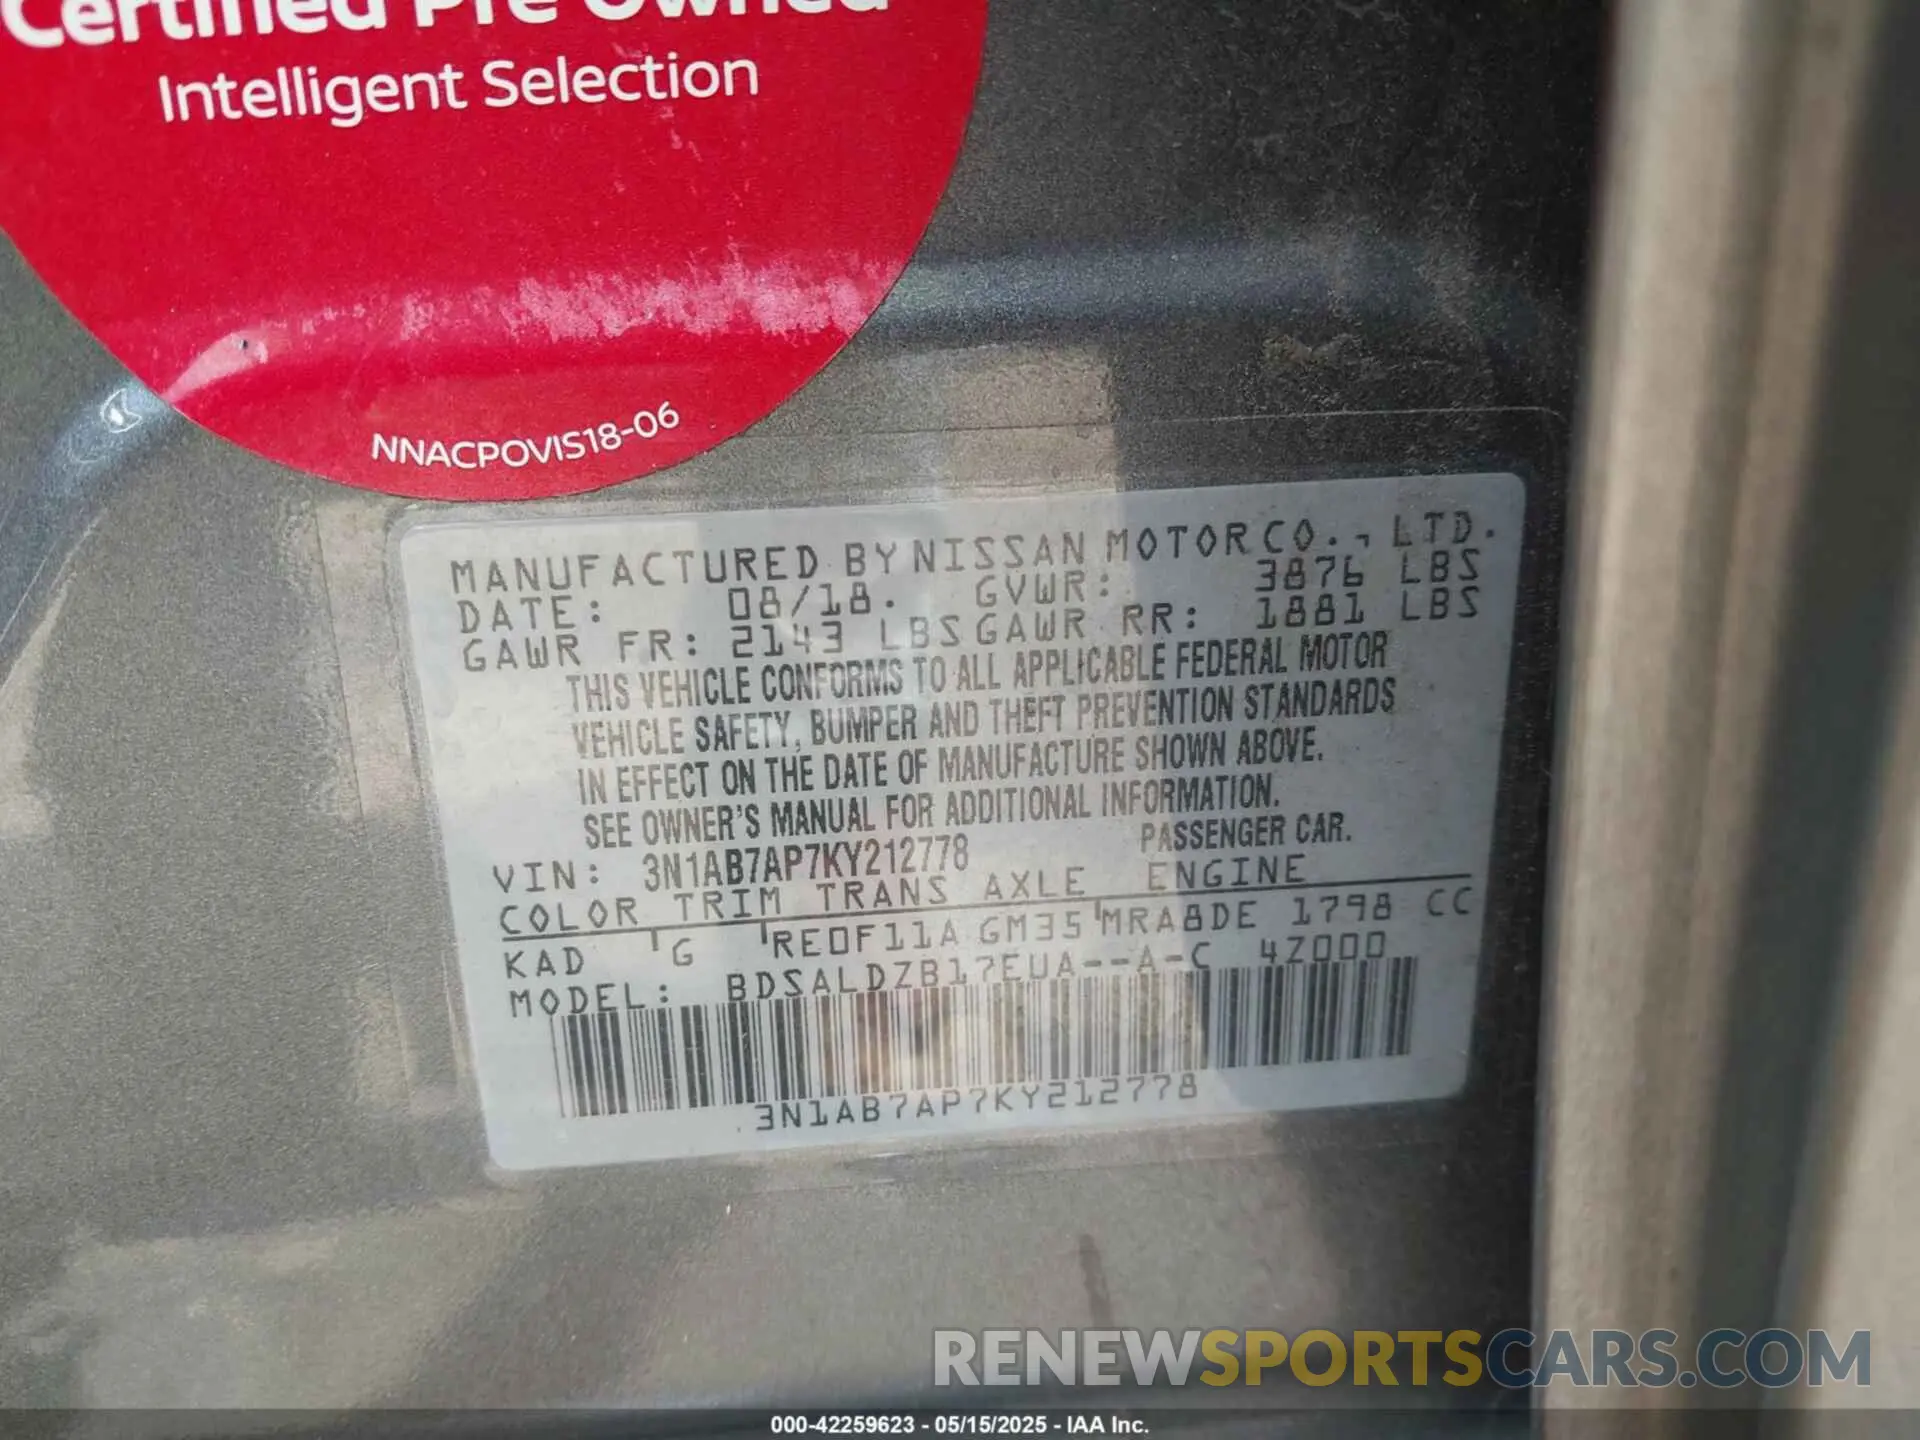 Certified Pre Owned
Intelligent Selection
NNACPOVIS18-06
MANUFACTURED BY NISSAN MOTOR CO., LTD.
DATE: 08/18. GVWR: 3876 LBS
GAWR FR: 2143 LBS GAWR RR: 1881 LBS
THIS VEHICLE CONFORMS TO ALL APPLICABLE FEDERAL MOTOR
VEHICLE SAFETY, BUMPER AND THEFT PREVENTION STANDARDS
IN EFFECT ON THE DATE OF MANUFACTURE SHOWN ABOVE.
SEE OWNER'S MANUAL FOR ADDITIONAL INFORMATION.
VIN: 3N1AB7AP7KY212778 PASSENGER CAR.
COLOR TRIM TRANS AXLE ENGINE
KAD G RE0F11A GM35 MRA8DE 1798 CC
MODEL: BDSALDZB17EUA--A-C 4Z000
3N1AB7AP7KY212778
RENEWSPORTSCARS.COM
000-42259623 - 05/15/2025 - IAA Inc.